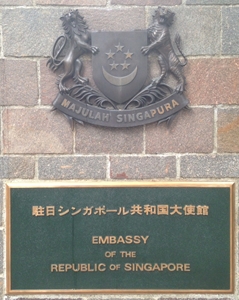 MAJULAH SINGAPURA
駐日シンガポール共和国大使館
EMBASSY
OF THE
REPUBLIC OF SINGAPORE